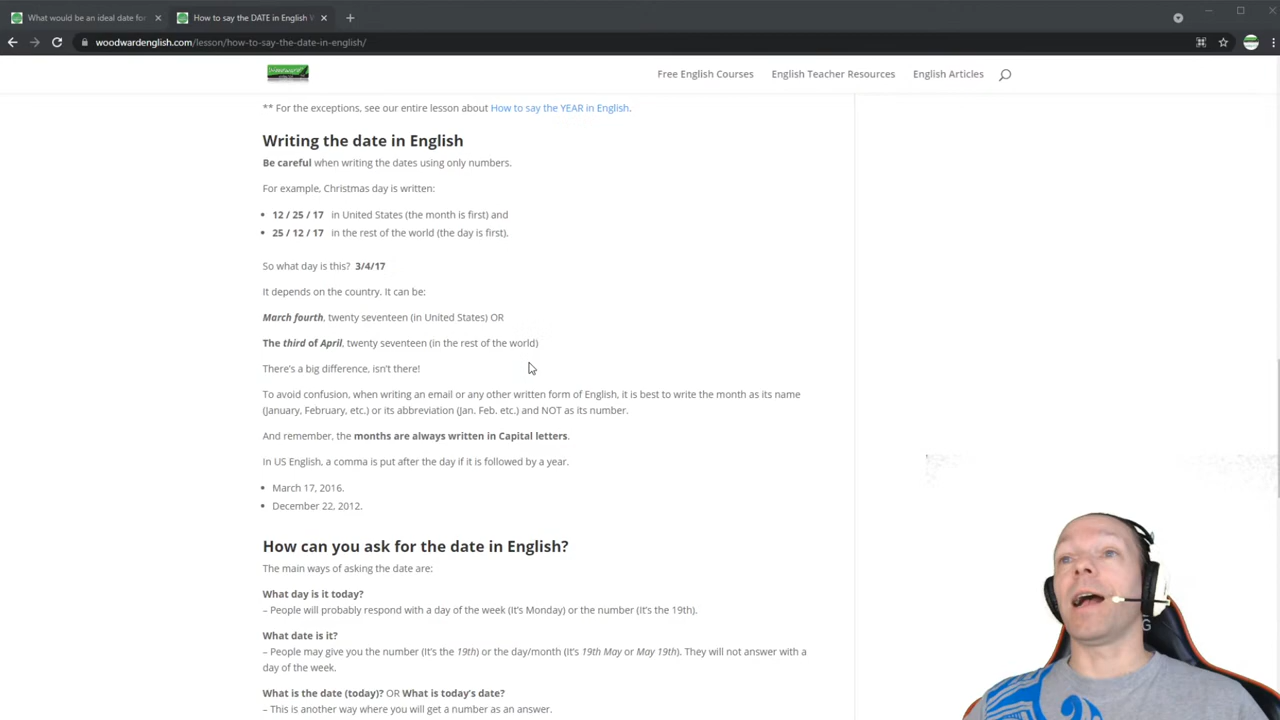 What would be an ideal date for
How to say the DATE in English
woodwardenglish.com/lesson/how-to-say-the-date-in-english/
Free English Courses
English Teacher Resources
English Articles
** For the exceptions, see our entire lesson about How to say the YEAR in English.
Writing the date in English
Be careful when writing the dates using only numbers.
For example, Christmas day is written:
12 / 25 / 17 in United States (the month is first) and
25 / 12 / 17 in the rest of the world (the day is first).
So what day is this? 3/4/17
It depends on the country. It can be:
March fourth, twenty seventeen (in United States) OR
The third of April, twenty seventeen (in the rest of the world)
There's a big difference, isn't there!
To avoid confusion, when writing an email or any other written form of English, it is best to write the month as its name
(January, February, etc.) or its abbreviation (Jan. Feb. etc.) and NOT as its number.
And remember, the months are always written in Capital letters.
In US English, a comma is put after the day if it is followed by a year.
March 17, 2016.
December 22, 2012.
How can you ask for the date in English?
The main ways of asking the date are:
What day is it today?
– People will probably respond with a day of the week (It's Monday) or the number (It's the 19th).
What date is it?
– People may give you the number (It's the 19th) or the day/month (It's 19th May or May 19th). They will not answer with a
day of the week.
What is the date (today)? OR What is today's date?
– This is another way where you will get a number as an answer.